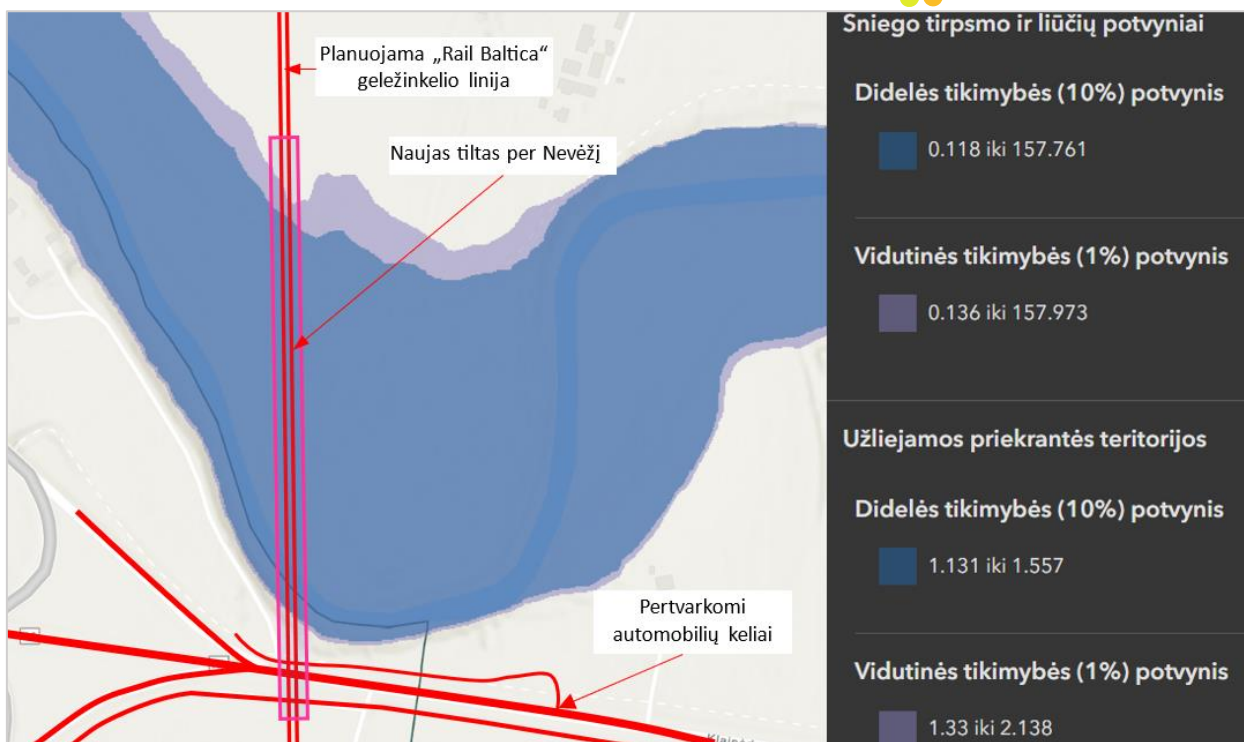 Planuojama „Rail Baltica“
geležinkelio linija
Naujas tiltas per Nevėžį
Pertvarkomi
automobilių keliai
Sniego tirpsmo ir liūčių potvyniai
Didelės tikimybės (10%) potvynis
0.118 iki 157.761
Vidutinės tikimybės (1%) potvynis
0.136 iki 157.973
Užliejamos priekrantės teritorijos
Didelės tikimybės (10%) potvynis
1.131 iki 1.557
Vidutinės tikimybės (1%) potvynis
1.33 iki 2.138